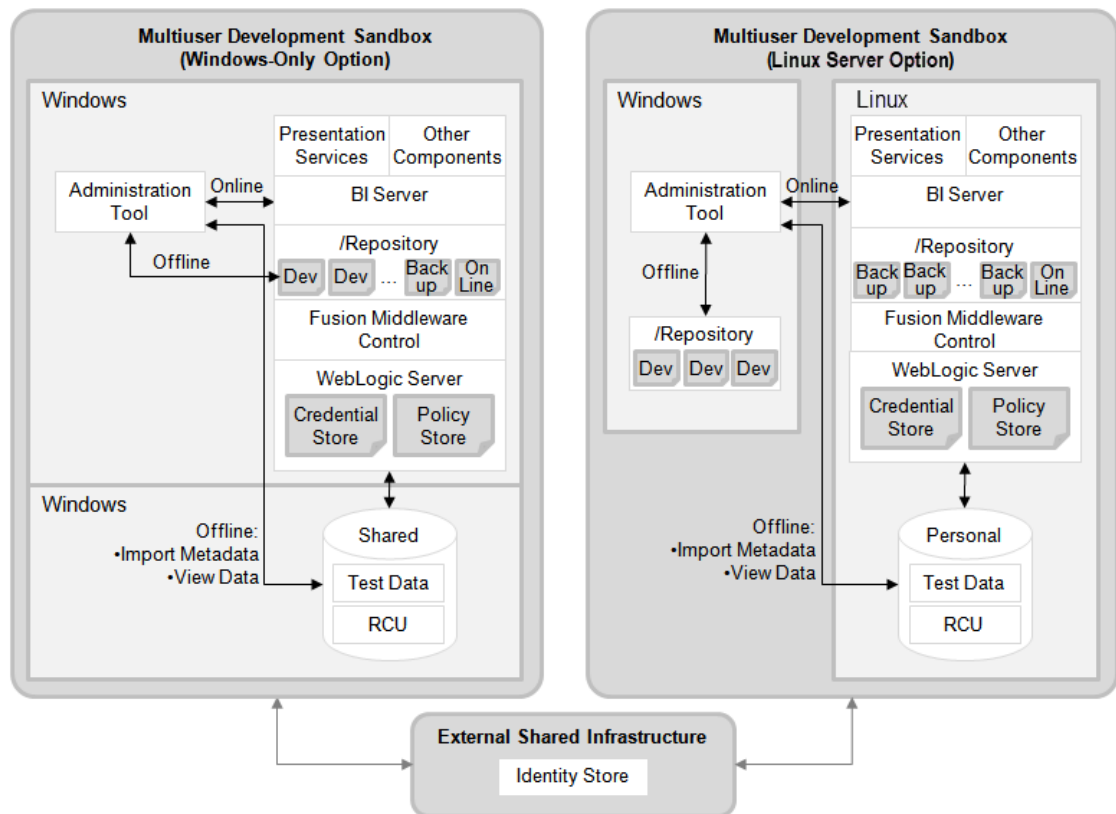 Multiuser Development Sandbox
(Windows-Only Option)
Windows
Presentation
Services
Other
Components
Administration
Tool
Online
BI Server
Offline
/Repository
Dev
Dev
...
Back
up
On
Line
Fusion Middleware
Control
WebLogic Server
Credential
Store
Policy
Store
Windows
Offline:
•Import Metadata
•View Data
Shared
Test Data
RCU
Multiuser Development Sandbox
(Linux Server Option)
Windows
Administration
Tool
Online
Offline
/Repository
Dev
Dev
Dev
Linux
Presentation
Services
Other
Components
BI Server
/Repository
Back
up
Back
up
...
Back
up
On
Line
Fusion Middleware
Control
WebLogic Server
Credential
Store
Policy
Store
Offline:
•Import Metadata
•View Data
Personal
Test Data
RCU
External Shared Infrastructure
Identity Store